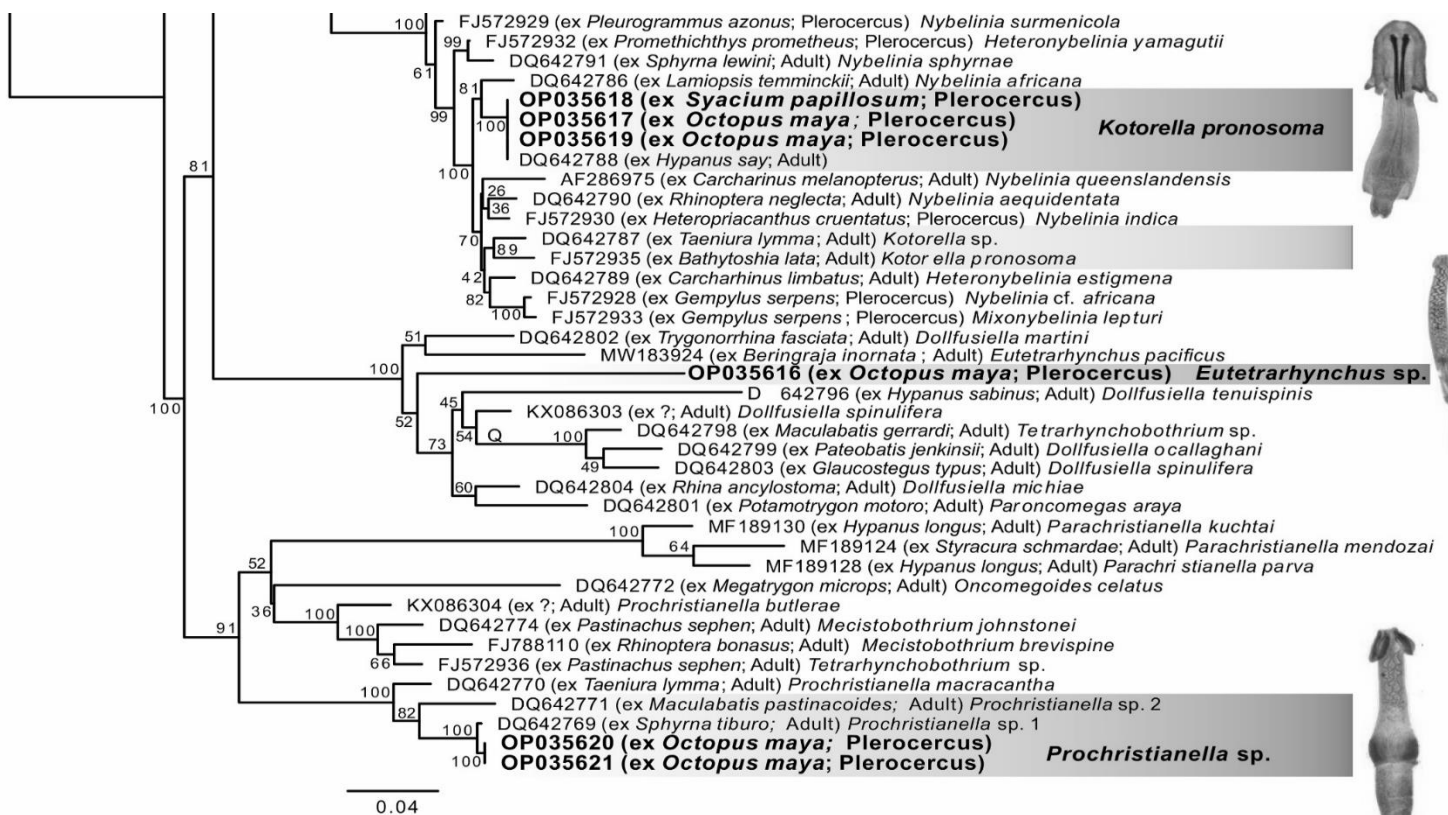 100 FJ572929 (ex Pleurogrammus azonus; Plerocercus) Nybelinia surmenicola
99 FJ572932 (ex Promethichthys prometheus; Plerocercus) Heteronybelinia yamagutii
61 DQ642791 (ex Sphyrna lewini; Adult) Nybelinia sphyrnae
81 DQ642786 (ex Lamiopsis temminckii; Adult) Nybelinia africana
99 OP035618 (ex Syacium papillosum; Plerocercus)
100 OP035617 (ex Octopus maya; Plerocercus) Kotorella pronosoma
OP035619 (ex Octopus maya; Plerocercus)
81 100 DQ642788 (ex Hypanus say; Adult)
AF286975 (ex Carcharinus melanopterus; Adult) Nybelinia queenslandensis
26 DQ642790 (ex Rhinoptera neglecta; Adult) Nybelinia aequidentata
36 FJ572930 (ex Heteropriacanthus cruentatus; Plerocercus) Nybelinia indica
70 DQ642787 (ex Taeniura lymma; Adult) Kotorella sp.
89 FJ572935 (ex Bathytoshia lata; Adult) Kotor ella pronosoma
42 DQ642789 (ex Carcharhinus limbatus; Adult) Heteronybelinia estigmena
82 FJ572928 (ex Gempylus serpens; Plerocercus) Nybelinia cf. africana
100 FJ572933 (ex Gempylus serpens ; Plerocercus) Mixonybelinia lepturi
51 DQ642802 (ex Trygonorrhina fasciata; Adult) Dollfusiella martini
MW183924 (ex Beringraja inornata ; Adult) Eutetrarhynchus pacificus
100 OP035616 (ex Octopus maya; Plerocercus) Eutetrarhynchus sp.
45 D 642796 (ex Hypanus sabinus; Adult) Dollfusiella tenuispinis
100 52 KX086303 (ex ?; Adult) Dollfusiella spinulifera
54 Q 100 DQ642798 (ex Maculabatis gerrardi; Adult) Tetrarhynchobothrium sp.
73 DQ642799 (ex Pateobatis jenkinsii; Adult) Dollfusiella ocallaghani
49 DQ642803 (ex Glaucostegus typus; Adult) Dollfusiella spinulifera
60 DQ642804 (ex Rhina ancylostoma; Adult) Dollfusiella michiae
DQ642801 (ex Potamotrygon motoro; Adult) Paroncomegas araya
100 MF189130 (ex Hypanus longus; Adult) Parachristianella kuchtai
64 MF189124 (ex Styracura schmardae; Adult) Parachristianella mendozai
52 MF189128 (ex Hypanus longus; Adult) Parachri stianella parva
DQ642772 (ex Megatrygon microps; Adult) Oncomegoides celatus
36 100 KX086304 (ex ?; Adult) Prochristianella butlerae
91 100 DQ642774 (ex Pastinachus sephen; Adult) Mecistobothrium johnstonei
FJ788110 (ex Rhinoptera bonasus; Adult) Mecistobothrium brevispine
66 FJ572936 (ex Pastinachus sephen; Adult) Tetrarhynchobothrium sp.
100 DQ642770 (ex Taeniura lymma; Adult) Prochristianella macracantha
82 DQ642771 (ex Maculabatis pastinacoides; Adult) Prochristianella sp. 2
100 DQ642769 (ex Sphyrna tiburo; Adult) Prochristianella sp. 1
OP035620 (ex Octopus maya; Plerocercus) Prochristianella sp.
100 OP035621 (ex Octopus maya; Plerocercus)
0.04